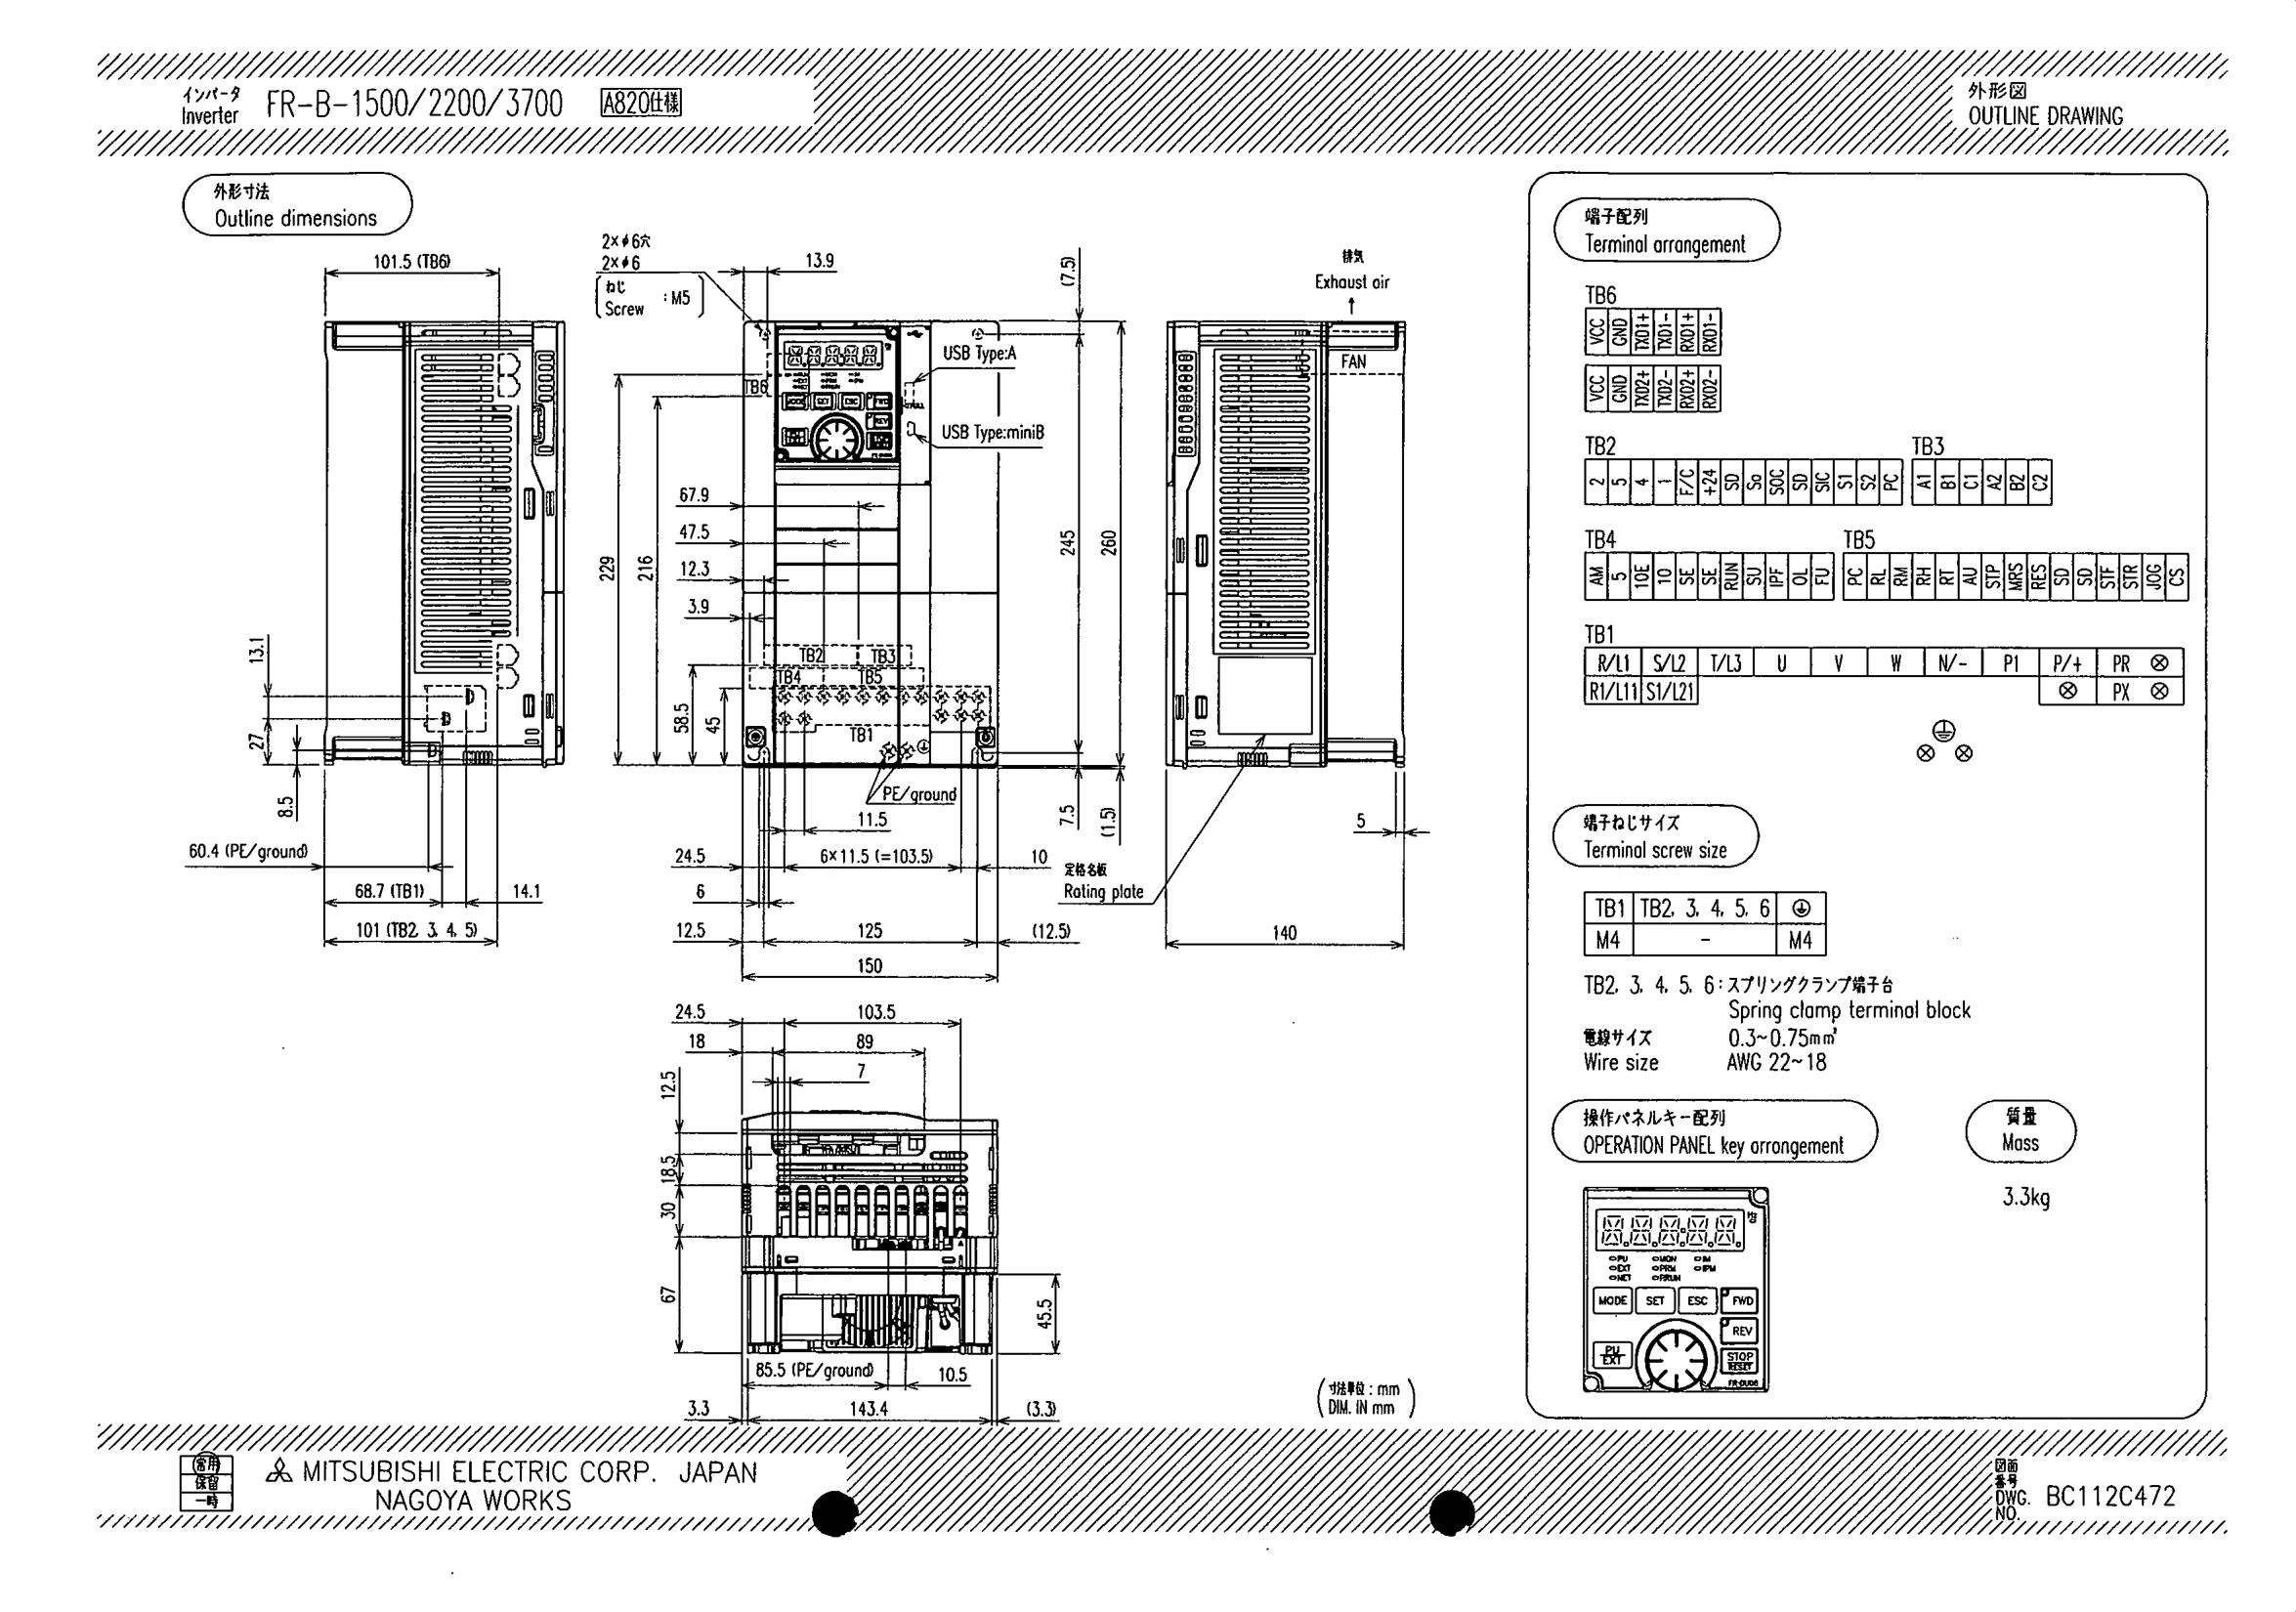 インバータ
Inverter
FR-B-1500/2200/3700 A820仕様
外形図
OUTLINE DRAWING
外形寸法
Outline dimensions
101.5 (TB6)
13.1
27
8.5
60.4 (PE/ground)
68.7 (TB1)
14.1
101 (TB2, 3, 4, 5)
2×φ6穴
2×φ6
ねじ
Screw
:M5
13.9
(7.5)
USB Type:A
USB Type:miniB
TB6
229
216
67.9
47.5
12.3
3.9
58.5
45
TB2
TB3
TB4
TB5
TB1
PE/ground
245
260
7.5
(1.5)
11.5
24.5
6×11.5 (=103.5)
10
6
12.5
125
(12.5)
150
排気
Exhaust air
FAN
定格名板
Rating plate
5
140
24.5
103.5
18
89
7
12.5
18.5
30
67
45.5
85.5 (PE/ground)
10.5
3.3
143.4
(3.3)
寸法単位:mm
DIM. IN mm
端子配列
Terminal arrangement
TB6
VCC GND TXD1+ TXD1- RXD1+ RXD1-
VCC GND TXD2+ TXD2- RXD2+ RXD2-
TB2
2 5 4 1 F/C +24 SD So SOC SD SIC S1 S2 PC
TB3
A1 B1 C1 A2 B2 C2
TB4
AM 5 10E 10 SE SE RUN SU IPF OL FU
TB5
PC RL RM RH RT AU STP MRS RES SD SD STF STR JOG CS
TB1
R/L1 S/L2 T/L3 U V W N/- P1 P/+ PR
R1/L11 S1/L21 PX
端子ねじサイズ
Terminal screw size
TB1 TB2, 3, 4, 5, 6
M4 - M4
TB2, 3, 4, 5, 6:スプリングクランプ端子台
Spring clamp terminal block
電線サイズ 0.3~0.75mm²
Wire size AWG 22~18
操作パネルキー配列
OPERATION PANEL key arrangement
質量
Mass
3.3kg
PU MON IM
EXT PRM IPM
NET P.RUN
MODE SET ESC FWD
REV
PU
EXT
STOP
RESET
FR-DU08
常用
保留
一時
MITSUBISHI ELECTRIC CORP. JAPAN
NAGOYA WORKS
図面
番号
DWG.
NO.
BC112C472